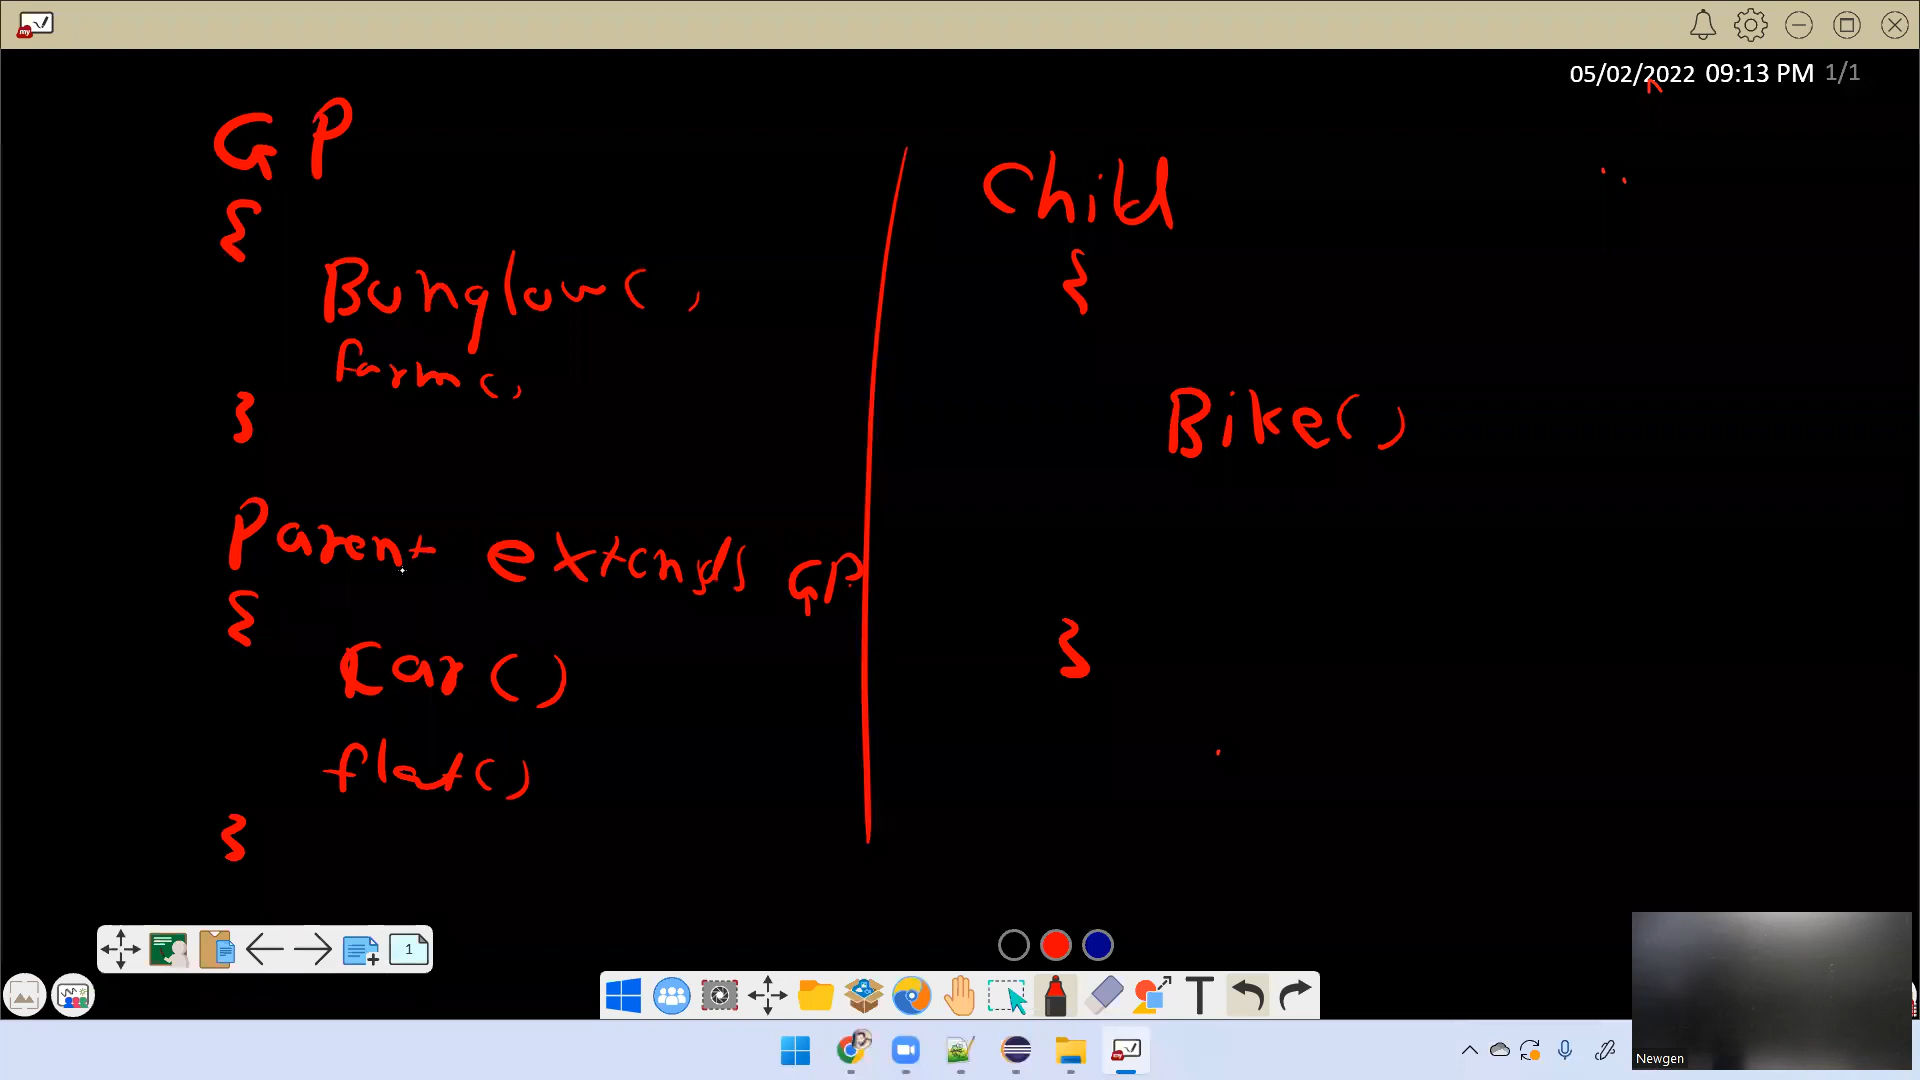 05/02/2022 09:13 PM 1/1
GP
{
Bunglow()
farm()
}
Parent extends GP
{
Car()
flat()
}
Child
{
Bike()
}
1
Newgen